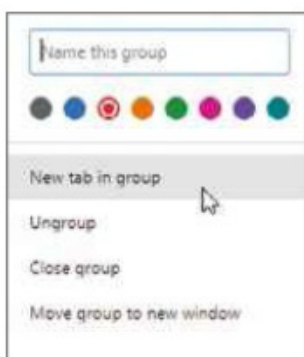 Name this group
New tab in group
Ungroup
Close group
Move group to new window